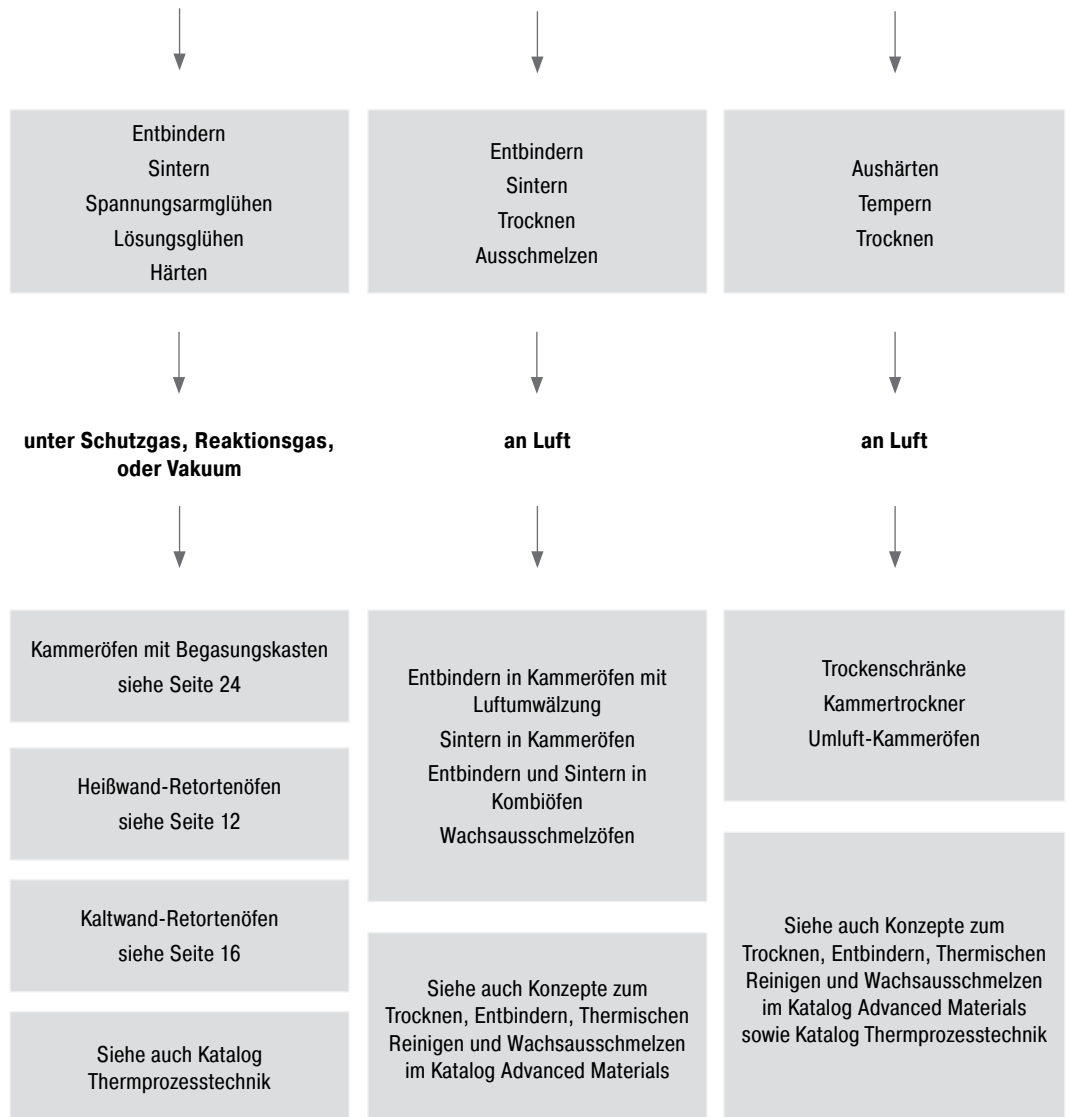 Entbindern
Sintern
Spannungsarmglühen
Lösungsglühen
Härten
Entbindern
Sintern
Trocknen
Ausschmelzen
Aushärten
Tempern
Trocknen
unter Schutzgas, Reaktionsgas,
oder Vakuum
an Luft
an Luft
Kammeröfen mit Begasungskasten
siehe Seite 24
Heißwand-Retortenöfen
siehe Seite 12
Kaltwand-Retortenöfen
siehe Seite 16
Siehe auch Katalog
Thermprozesstechnik
Entbindern in Kammeröfen mit
Luftumwälzung
Sintern in Kammeröfen
Entbindern und Sintern in
Kombiöfen
Wachsausschmelzöfen
Siehe auch Konzepte zum
Trocknen, Entbindern, Thermischen
Reinigen und Wachsausschmelzen
im Katalog Advanced Materials
Trockenschränke
Kammertrockner
Umluft-Kammeröfen
Siehe auch Konzepte zum
Trocknen, Entbindern, Thermischen
Reinigen und Wachsausschmelzen
im Katalog Advanced Materials
sowie Katalog Thermprozesstechnik